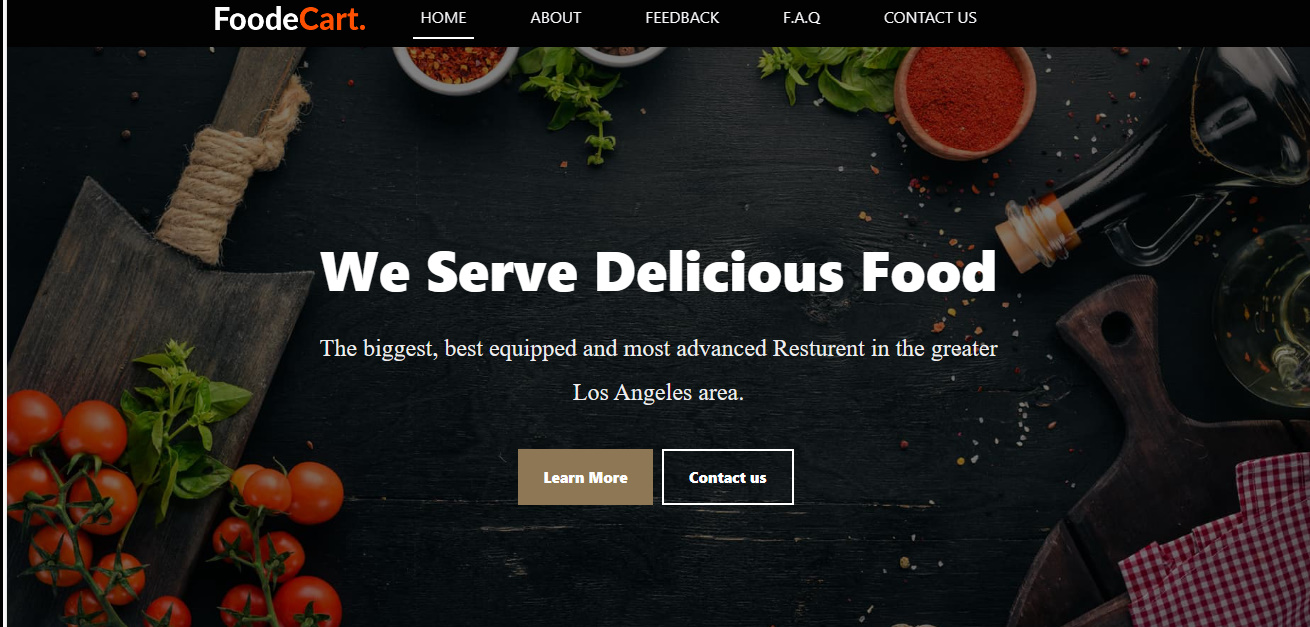 FoodeCart. HOME ABOUT FEEDBACK F.A.Q CONTACT US
We Serve Delicious Food
The biggest, best equipped and most advanced Resturent in the greater
Los Angeles area.
Learn More Contact us